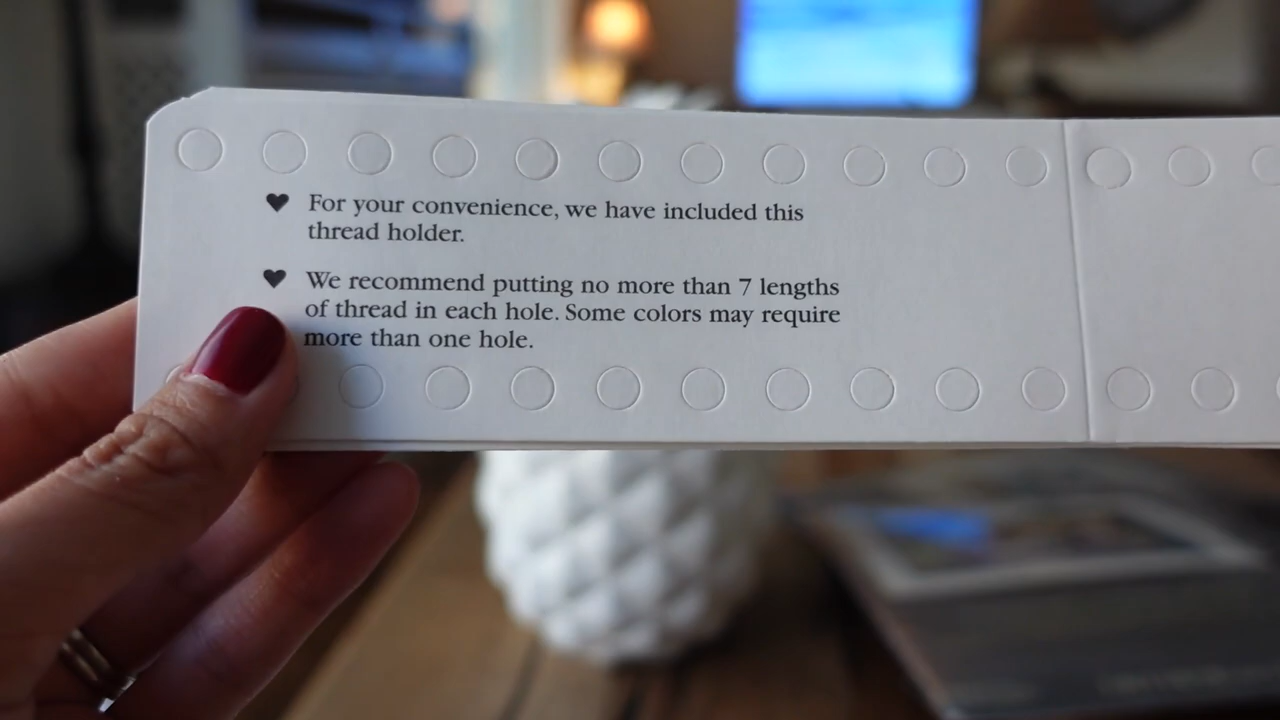 ♥ For your convenience, we have included this
thread holder.
♥ We recommend putting no more than 7 lengths
of thread in each hole. Some colors may require
more than one hole.